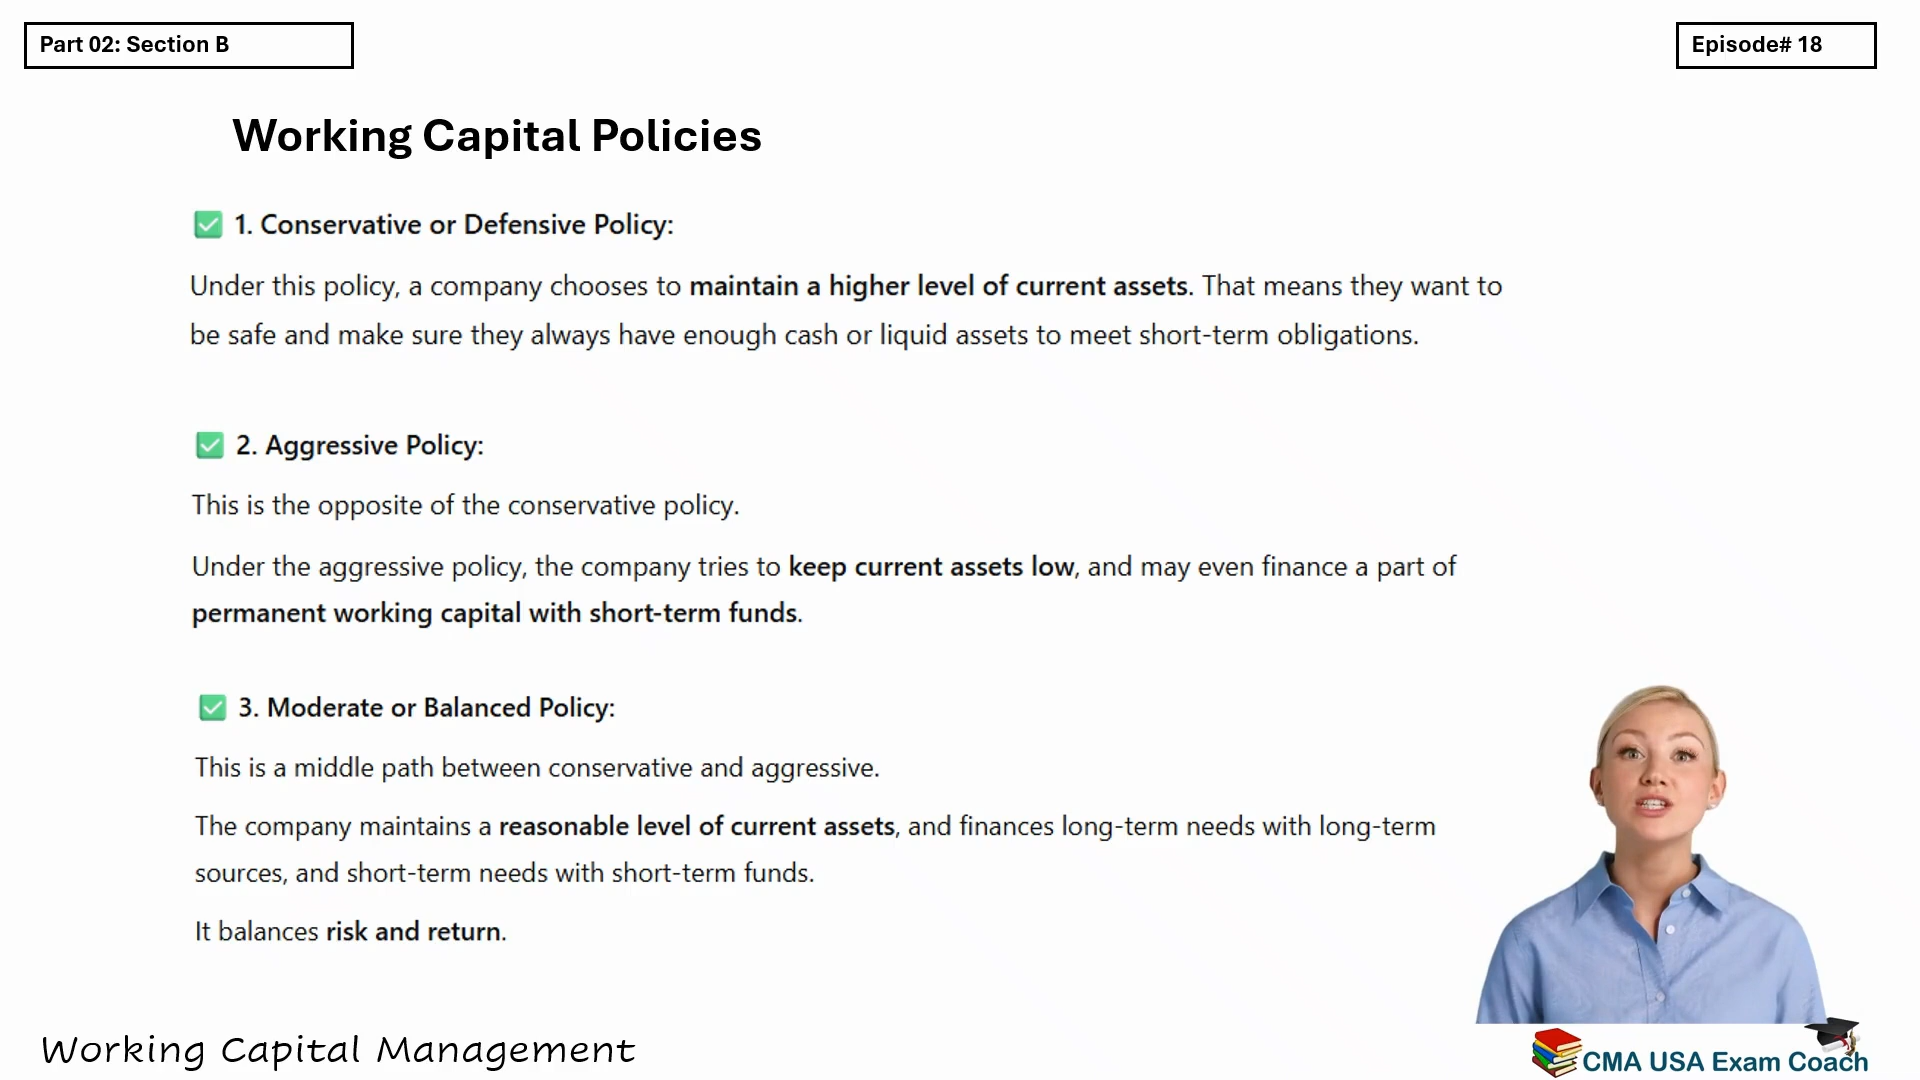 Part 02: Section B
Episode# 18
Working Capital Policies
1. Conservative or Defensive Policy:
Under this policy, a company chooses to maintain a higher level of current assets. That means they want to
be safe and make sure they always have enough cash or liquid assets to meet short-term obligations.
2. Aggressive Policy:
This is the opposite of the conservative policy.
Under the aggressive policy, the company tries to keep current assets low, and may even finance a part of
permanent working capital with short-term funds.
3. Moderate or Balanced Policy:
This is a middle path between conservative and aggressive.
The company maintains a reasonable level of current assets, and finances long-term needs with long-term
sources, and short-term needs with short-term funds.
It balances risk and return.
Working Capital Management
CMA USA Exam Coach